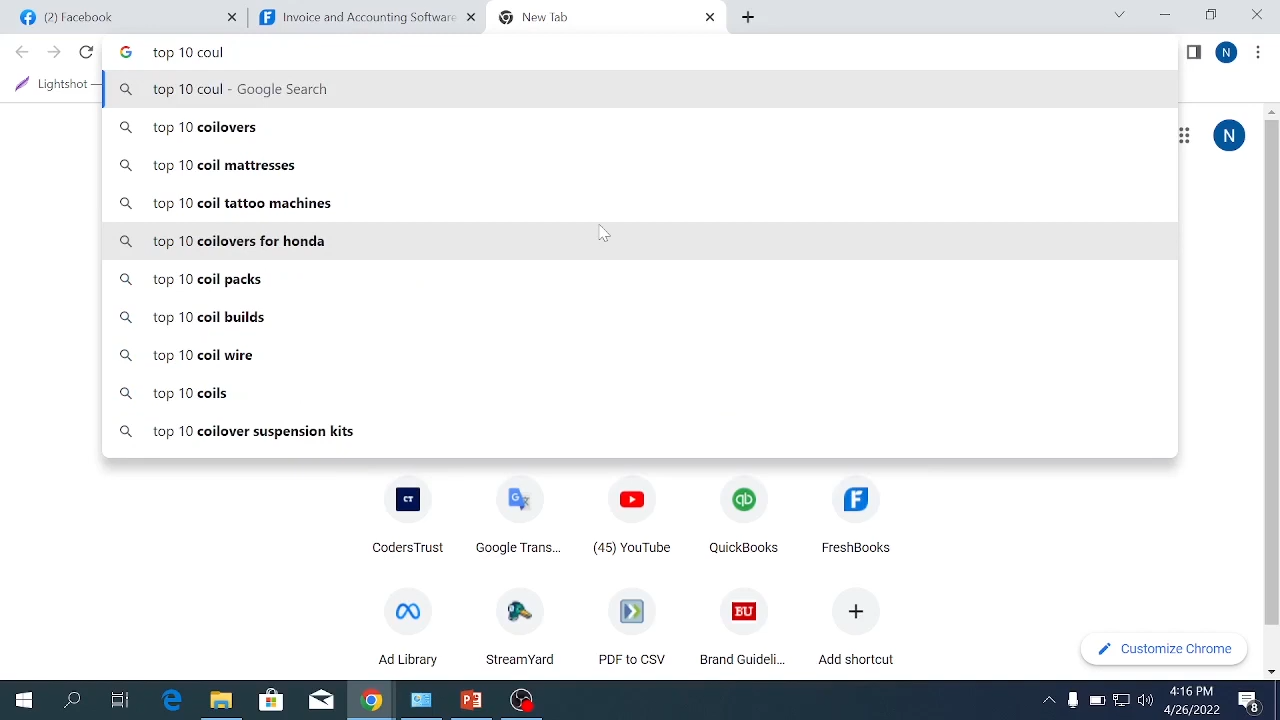 (2) Facebook
Invoice and Accounting Software
New Tab
top 10 coul
N
Lightshot —
top 10 coul - Google Search
top 10 coilovers
top 10 coil mattresses
top 10 coil tattoo machines
top 10 coilovers for honda
top 10 coil packs
top 10 coil builds
top 10 coil wire
top 10 coils
top 10 coilover suspension kits
N
CT
G
qb
F
CodersTrust
Google Trans...
(45) YouTube
QuickBooks
FreshBooks
BU
Ad Library
StreamYard
PDF to CSV
Brand Guideli...
Add shortcut
Customize Chrome
4:16 PM
4/26/2022
8